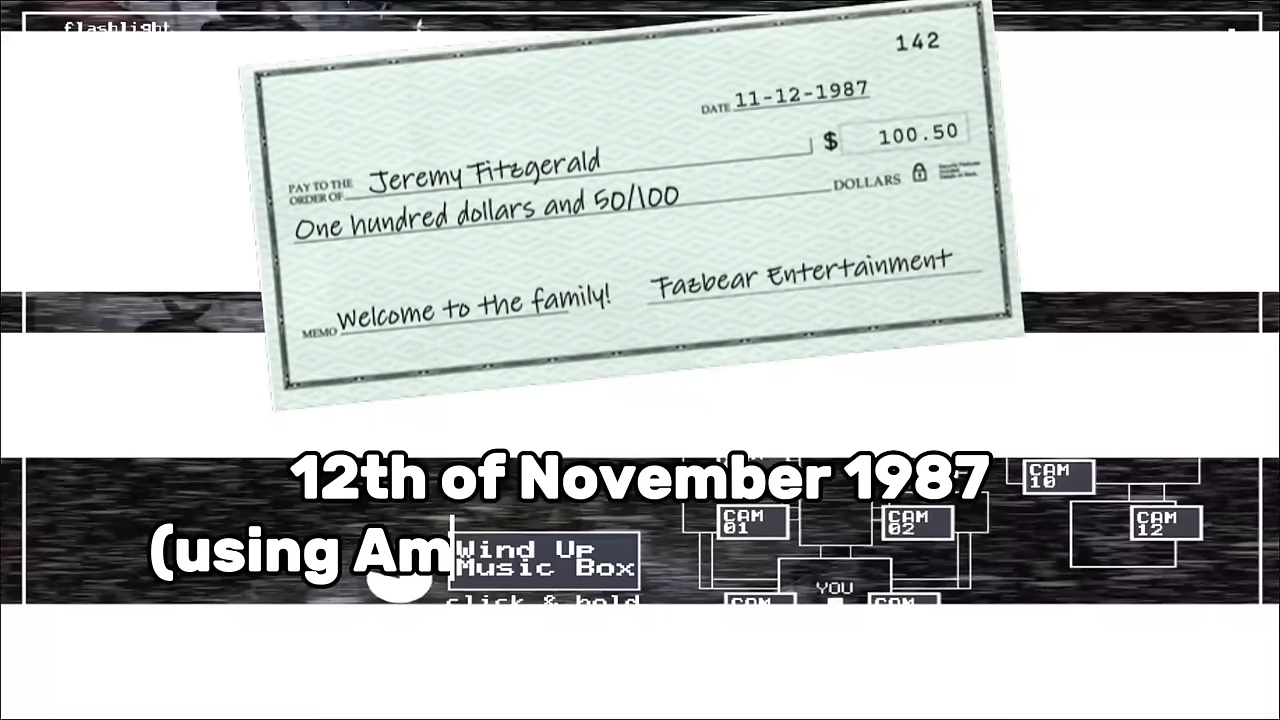 flashlight
142
DATE 11-12-1987
$ 100.50
PAY TO THE
ORDER OF Jeremy Fitzgerald
One hundred dollars and 50/100 DOLLARS
MEMO Welcome to the family! Fazbear Entertainment
12th of November 1987
(using Am
CAM
10
CAM
01
CAM
02
CAM
12
Wind Up
Music Box
click & hold
YOU
CAM
CAM